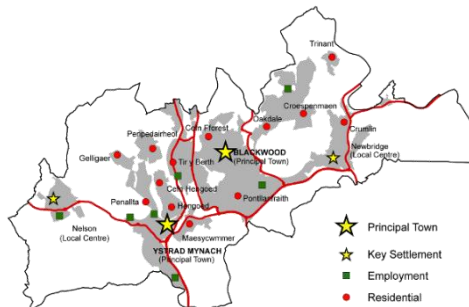 Trinant
Croespenmaen
Oakdale
Crumlin
Cefn Fforest
Penpedairheol
BLACKWOOD
(Principal Town)
Newbridge
(Local Centre)
Gelligaer
Tir y Berth
Cefn Hengoed
Penallta
Hengoed
Pontllanfraith
Nelson
(Local Centre)
Maesycwmmer
YSTRAD MYNACH
(Principal Town)
Principal Town
Key Settlement
Employment
Residential